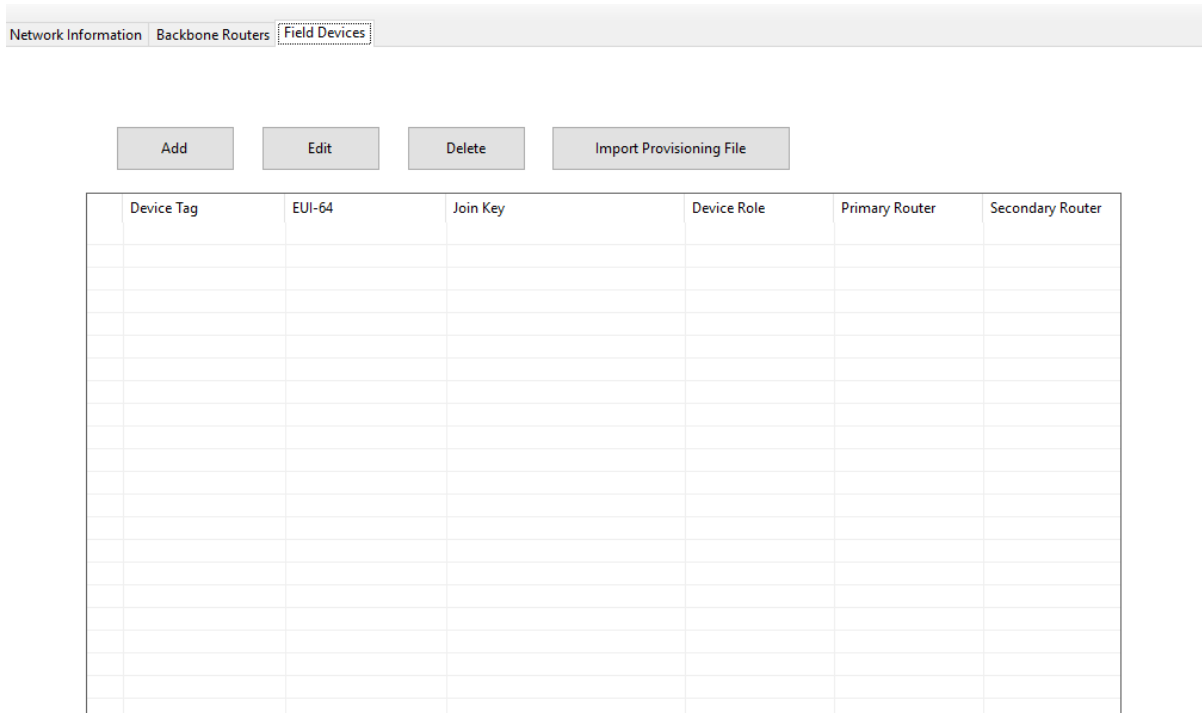 Network Information Backbone Routers Field Devices
Add Edit Delete Import Provisioning File
Device Tag EUI-64 Join Key Device Role Primary Router Secondary Router